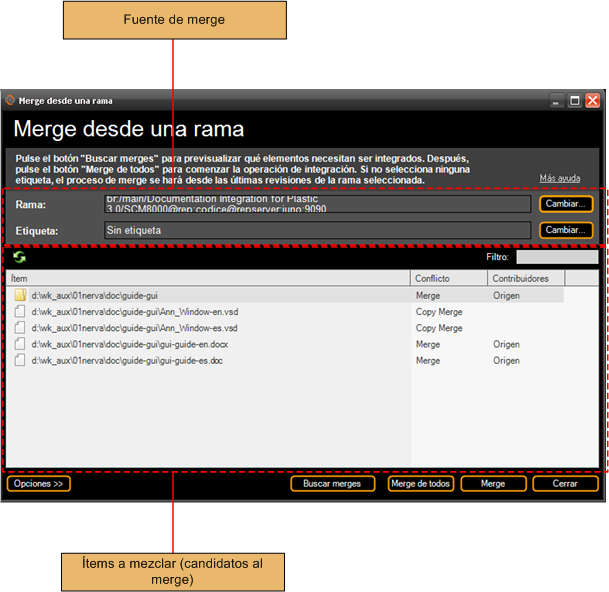 Fuente de merge
Merge desde una rama
Merge desde una rama
Pulse el botón "Buscar merges" para previsualizar qué elementos necesitan ser integrados. Después,
pulse el botón "Merge de todos" para comenzar la operación de integración. Si no selecciona ninguna
etiqueta, el proceso de merge se hará desde las últimas revisiones de la rama seleccionada.
Más ayuda
Rama: br:/main/Documentation Integration for Plastic
3.0/SCM8000@rep:codice@repserver:juno:9090 Cambiar...
Etiqueta: Sin etiqueta Cambiar...
Filtro:
Ítem Conflicto Contribuidores
d:\wk_aux\01nerva\doc\guide-gui Merge Origen
d:\wk_aux\01nerva\doc\guide-gui\Ann_Window-en.vsd Copy Merge
d:\wk_aux\01nerva\doc\guide-gui\Ann_Window-es.vsd Copy Merge
d:\wk_aux\01nerva\doc\guide-gui\gui-guide-en.docx Merge Origen
d:\wk_aux\01nerva\doc\guide-gui\gui-guide-es.doc Merge Origen
Opciones >> Buscar merges Merge de todos Merge Cerrar
Ítems a mezclar (candidatos al
merge)